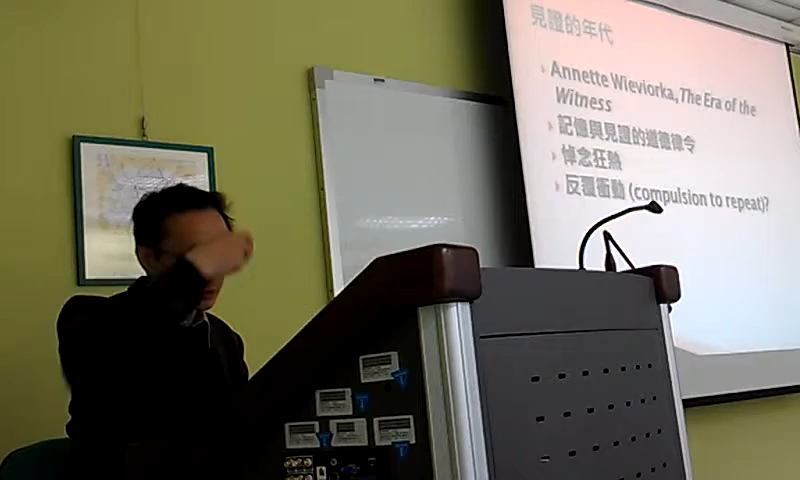 見證的年代
Annette Wieviorka, The Era of the
Witness
記憶與見證的道德律令
悼念狂熱
反覆衝動 (compulsion to repeat)?